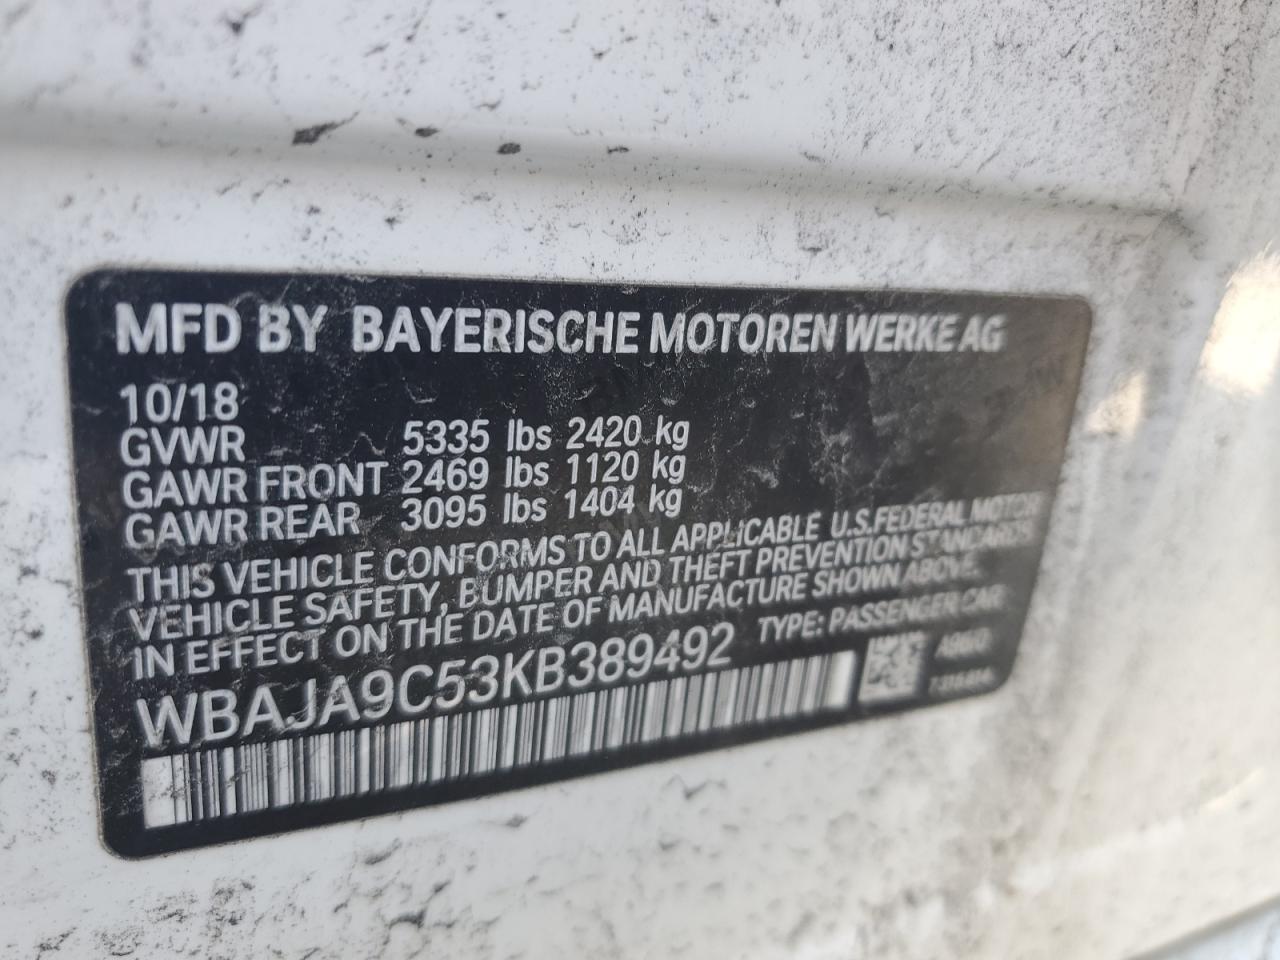 MFD BY BAYERISCHE MOTOREN WERKE AG
10/18
GVWR 5335 lbs 2420 kg
GAWR FRONT 2469 lbs 1120 kg
GAWR REAR 3095 lbs 1404 kg
THIS VEHICLE CONFORMS TO ALL APPLICABLE U.S.FEDERAL MOTOR
VEHICLE SAFETY, BUMPER AND THEFT PREVENTION STANDARDS
IN EFFECT ON THE DATE OF MANUFACTURE SHOWN ABOVE.
WBAJA9C53KB389492 TYPE: PASSENGER CAR